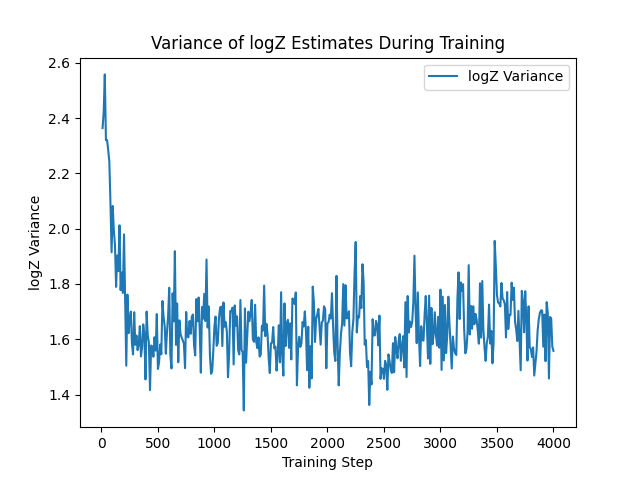 Variance of logZ Estimates During Training
logZ Variance
2.6
2.4
2.2
2.0
1.8
1.6
1.4
logZ Variance
0 500 1000 1500 2000 2500 3000 3500 4000
Training Step